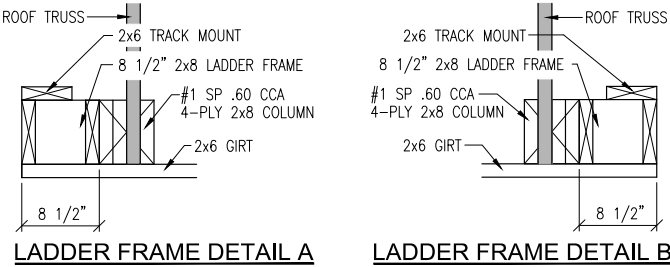 ROOF TRUSS
2x6 TRACK MOUNT
8 1/2" 2x8 LADDER FRAME
#1 SP .60 CCA
4-PLY 2x8 COLUMN
2x6 GIRT
8 1/2"
LADDER FRAME DETAIL A
ROOF TRUSS
2x6 TRACK MOUNT
8 1/2" 2x8 LADDER FRAME
#1 SP .60 CCA
4-PLY 2x8 COLUMN
2x6 GIRT
8 1/2"
LADDER FRAME DETAIL B